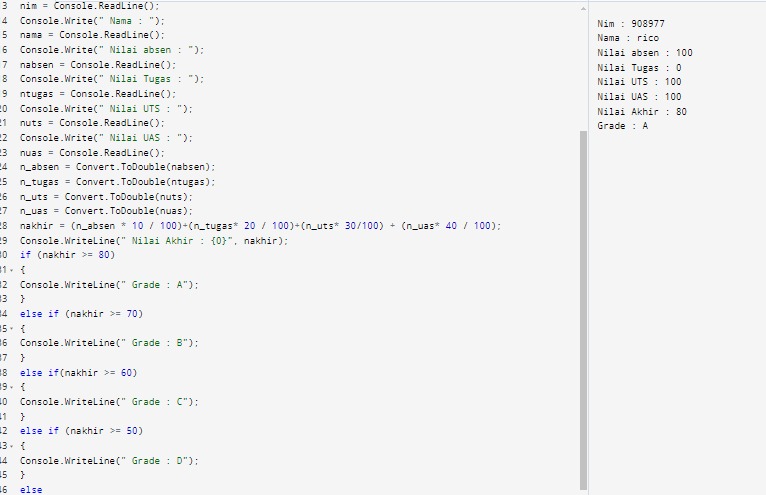 3 nim = Console.ReadLine();
4 Console.Write(" Nama : ");
5 nama = Console.ReadLine();
6 Console.Write(" Nilai absen : ");
7 nabsen = Console.ReadLine();
8 Console.Write(" Nilai Tugas : ");
9 ntugas = Console.ReadLine();
20 Console.Write(" Nilai UTS : ");
21 nuts = Console.ReadLine();
22 Console.Write(" Nilai UAS : ");
23 nuas = Console.ReadLine();
24 n_absen = Convert.ToDouble(nabsen);
25 n_tugas = Convert.ToDouble(ntugas);
26 n_uts = Convert.ToDouble(nuts);
27 n_uas = Convert.ToDouble(nuas);
28 nakhir = (n_absen * 10 / 100)+(n_tugas* 20 / 100)+(n_uts* 30/100) + (n_uas* 40 / 100);
29 Console.WriteLine(" Nilai Akhir : {0}", nakhir);
30 if (nakhir >= 80)
31 {
32 Console.WriteLine(" Grade : A");
33 }
34 else if (nakhir >= 70)
35 {
36 Console.WriteLine(" Grade : B");
37 }
38 else if(nakhir >= 60)
39 {
40 Console.WriteLine(" Grade : C");
41 }
42 else if (nakhir >= 50)
43 {
44 Console.WriteLine(" Grade : D");
45 }
46 else
Nim : 908977
Nama : rico
Nilai absen : 100
Nilai Tugas : 0
Nilai UTS : 100
Nilai UAS : 100
Nilai Akhir : 80
Grade : A